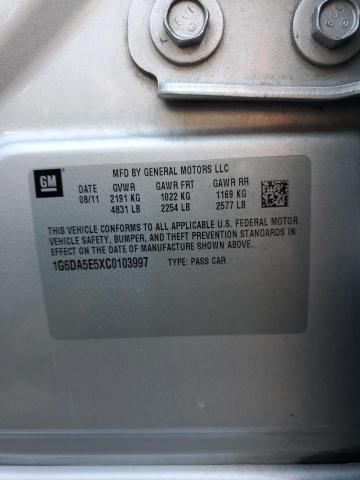 GM
MFD BY GENERAL MOTORS LLC
DATE GVWR GAWR FRT GAWR RR
08/11 2191 KG 1022 KG 1169 KG
4831 LB 2254 LB 2577 LB
THIS VEHICLE CONFORMS TO ALL APPLICABLE U.S. FEDERAL MOTOR
VEHICLE SAFETY, BUMPER, AND THEFT PREVENTION STANDARDS IN
EFFECT ON THE DATE OF MANUFACTURE SHOWN ABOVE.
1G6DA5E5XC0103997 TYPE: PASS CAR